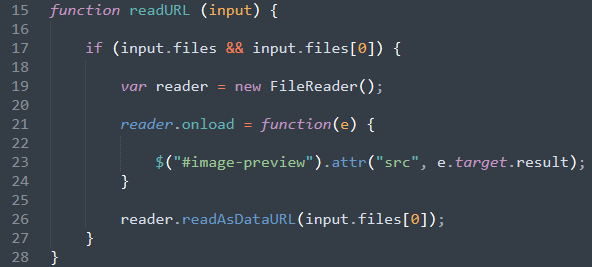 15 function readURL (input) {
16
17     if (input.files && input.files[0]) {
18
19         var reader = new FileReader();
20
21         reader.onload = function(e) {
22
23             $("#image-preview").attr("src", e.target.result);
24         }
25
26         reader.readAsDataURL(input.files[0]);
27     }
28 }